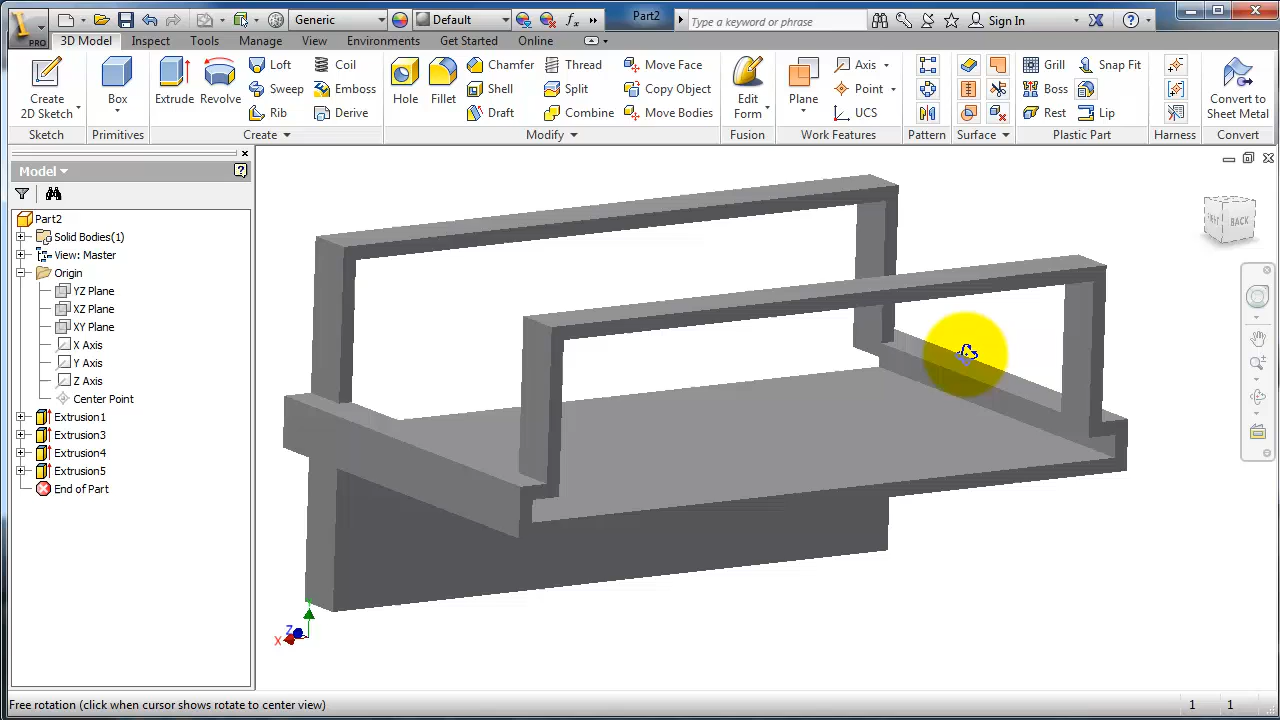 PRO
Generic
Default
fx
Part2
Type a keyword or phrase
Sign In
3D Model
Inspect
Tools
Manage
View
Environments
Get Started
Online
Create
2D Sketch
Sketch
Box
Primitives
Extrude
Revolve
Loft
Sweep
Rib
Coil
Emboss
Derive
Create
Hole
Fillet
Chamfer
Shell
Draft
Thread
Split
Combine
Move Face
Copy Object
Move Bodies
Modify
Edit
Form
Fusion
Plane
Axis
Point
UCS
Work Features
Pattern
Surface
Grill
Boss
Rest
Snap Fit
Lip
Plastic Part
Harness
Convert to
Sheet Metal
Convert
Model
Part2
Solid Bodies(1)
View: Master
Origin
YZ Plane
XZ Plane
XY Plane
X Axis
Y Axis
Z Axis
Center Point
Extrusion1
Extrusion3
Extrusion4
Extrusion5
End of Part
BACK
Z
X
Free rotation (click when cursor shows rotate to center view)
1
1